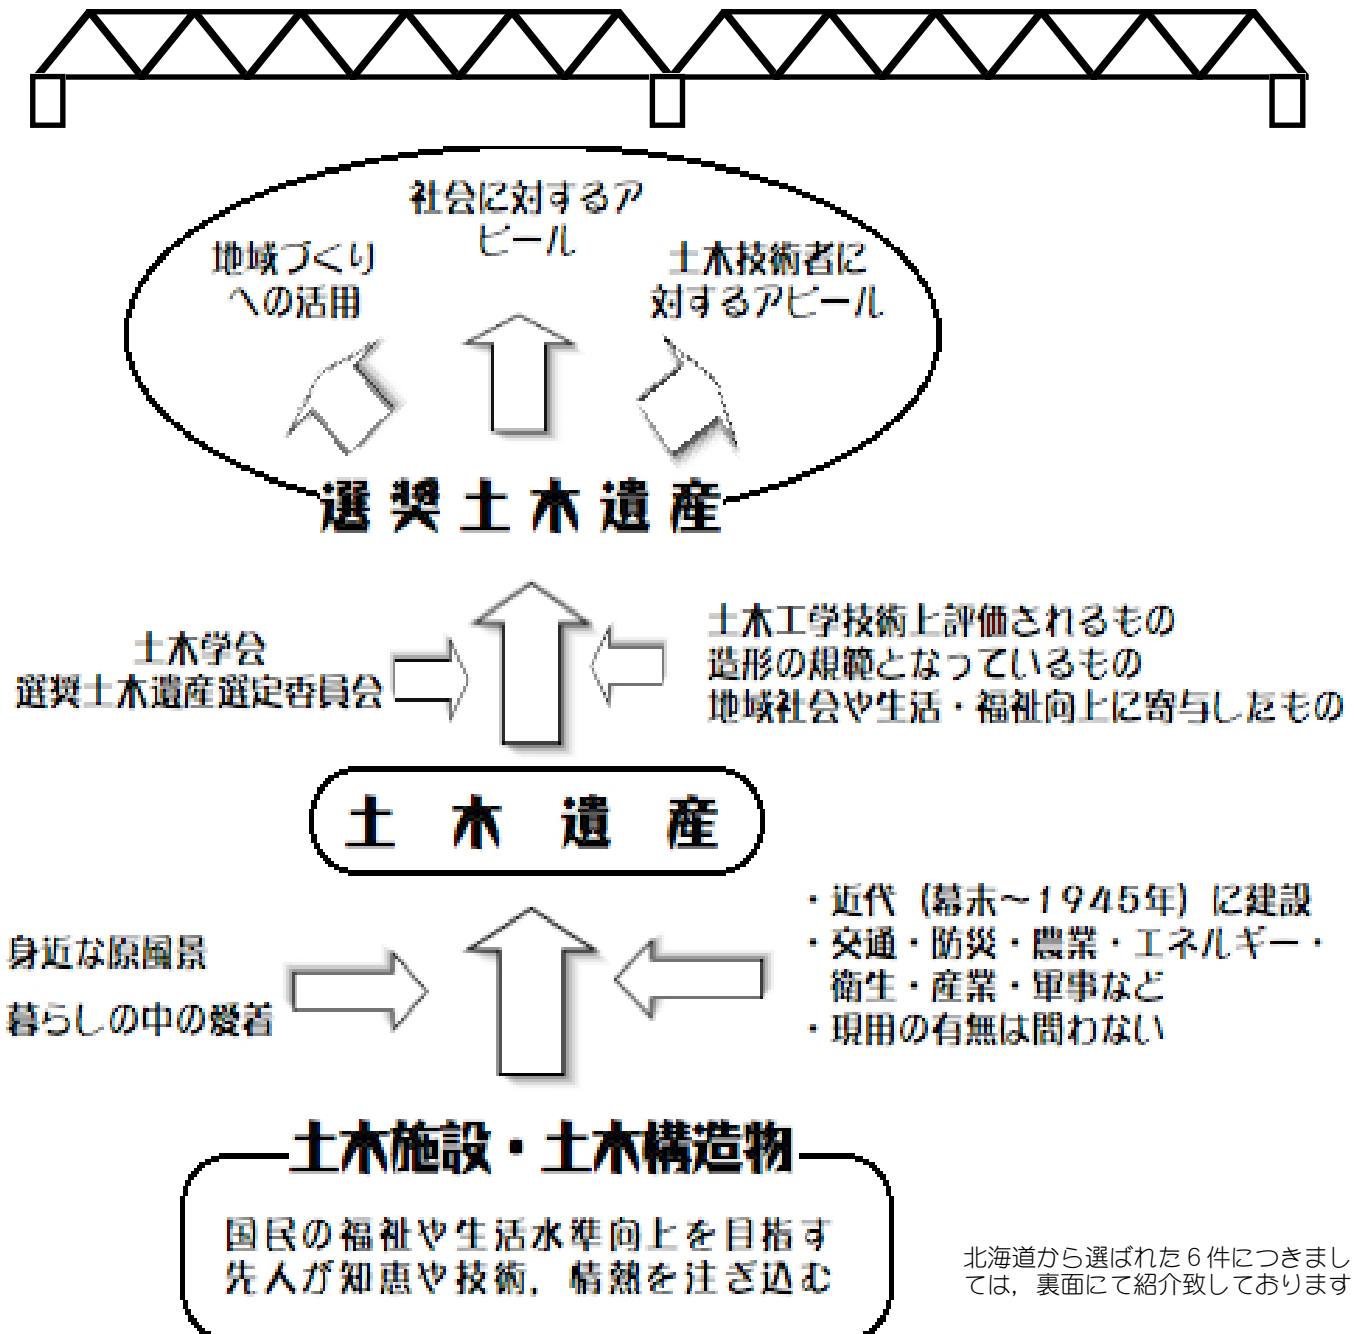 社会に対するア
ピール
地域づくり
への活用
土木技術者に
対するアピール
選奨土木遺産
土木学会
選奨土木遺産選定委員会
土木工学技術上評価されるもの
造形の規範となっているもの
地域社会や生活・福祉向上に寄与したもの
土木遺産
身近な原風景
暮らしの中の愛着
・近代（幕末～1945年）に建設
・交通・防災・農業・エネルギー・
衛生・産業・軍事など
・現用の有無は問わない
土木施設・土木構造物
国民の福祉や生活水準向上を目指す
先人が知恵や技術，情熱を注ぎ込む
北海道から選ばれた６件につきまし
ては，裏面にて紹介致しております